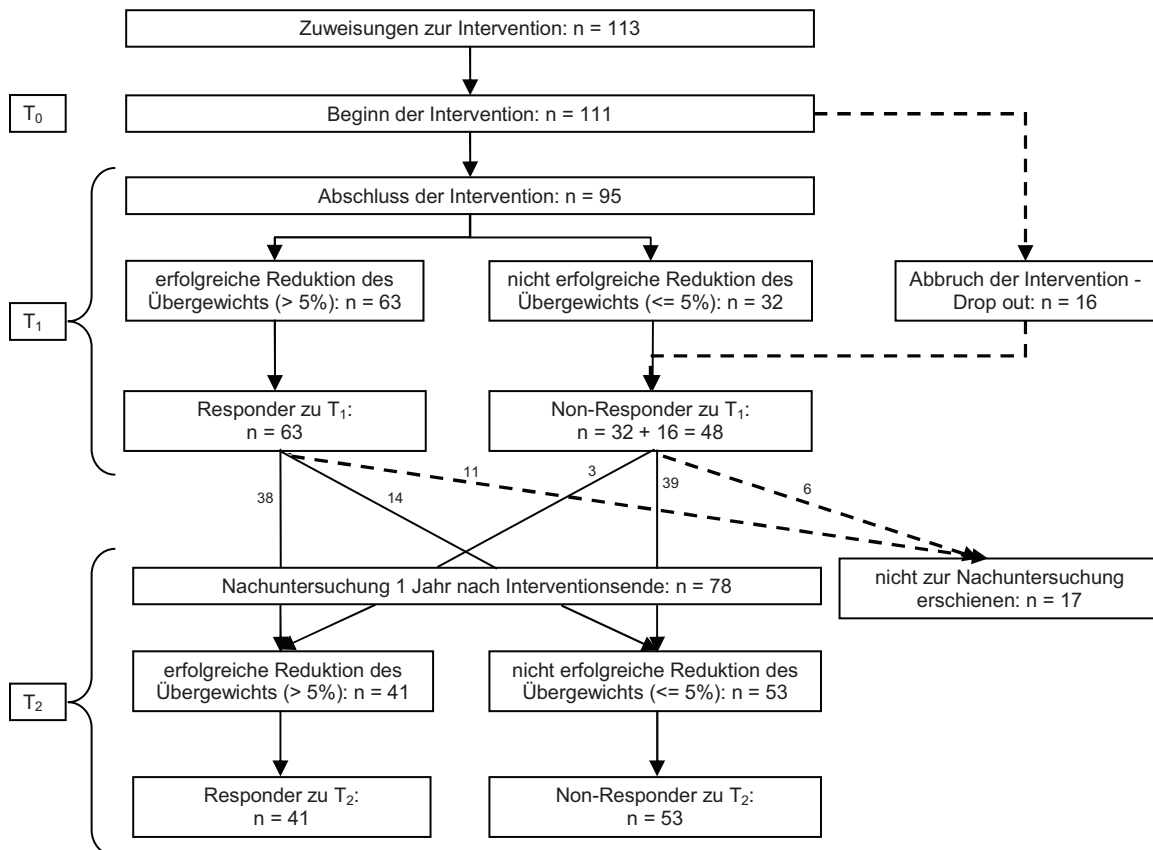 Zuweisungen zur Intervention: n = 113
T0
Beginn der Intervention: n = 111
Abschluss der Intervention: n = 95
erfolgreiche Reduktion des
Übergewichts (> 5%): n = 63
nicht erfolgreiche Reduktion des
Übergewichts (<= 5%): n = 32
Abbruch der Intervention -
Drop out: n = 16
T1
Responder zu T1:
n = 63
Non-Responder zu T1:
n = 32 + 16 = 48
38
14
11
3
39
6
Nachuntersuchung 1 Jahr nach Interventionsende: n = 78
nicht zur Nachuntersuchung
erschienen: n = 17
erfolgreiche Reduktion des
Übergewichts (> 5%): n = 41
nicht erfolgreiche Reduktion des
Übergewichts (<= 5%): n = 53
T2
Responder zu T2:
n = 41
Non-Responder zu T2:
n = 53